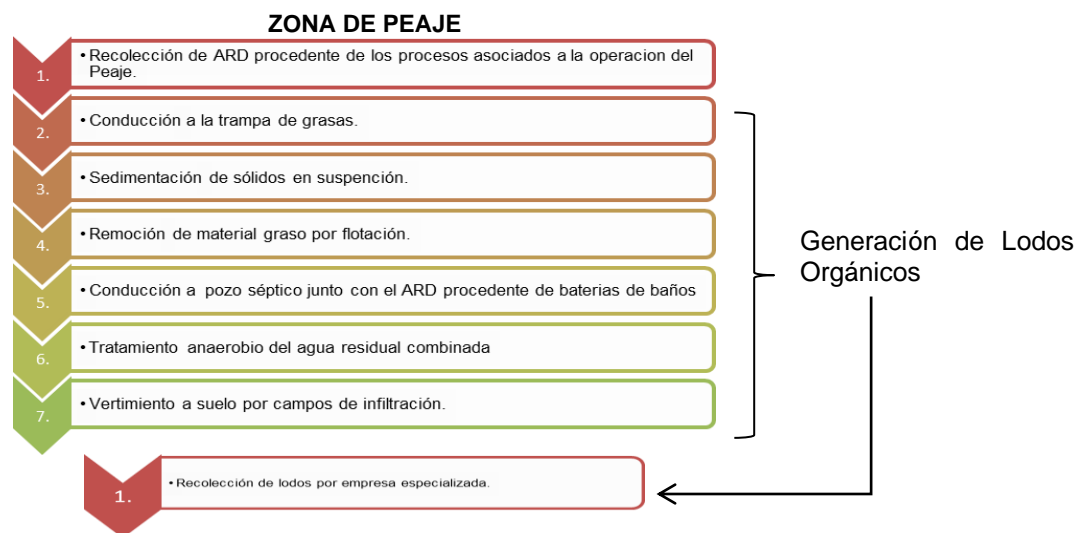 ZONA DE PEAJE
1.
• Recolección de ARD procedente de los procesos asociados a la operacion del
Peaje.
2.
• Conducción a la trampa de grasas.
3.
• Sedimentación de sólidos en suspención.
4.
• Remoción de material graso por flotación.
5.
• Conducción a pozo séptico junto con el ARD procedente de baterias de baños
6.
• Tratamiento anaerobio del agua residual combinada
7.
• Vertimiento a suelo por campos de infiltración.
Generación de Lodos
Orgánicos
1.
• Recolección de lodos por empresa especializada.